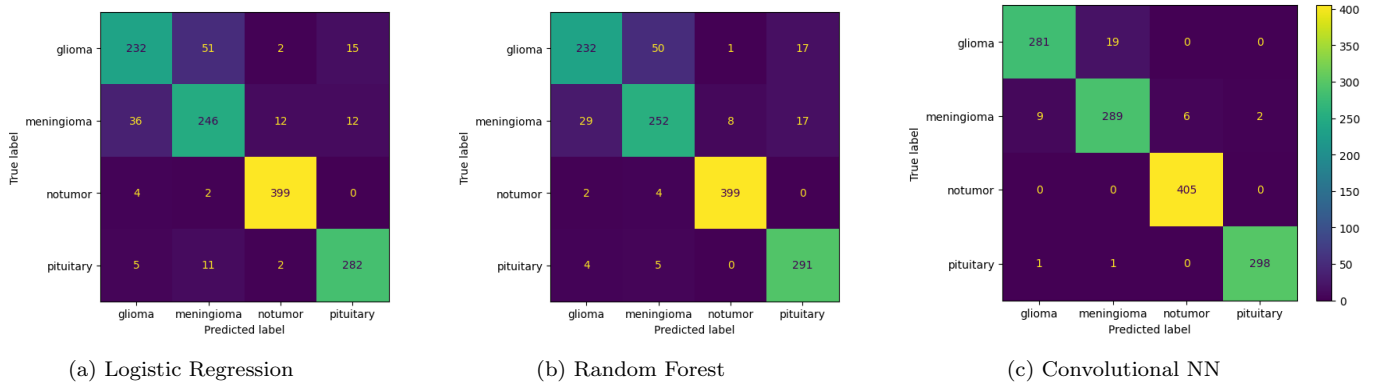 glioma 232 51 2 15
meningioma 36 246 12 12
notumor 4 2 399 0
pituitary 5 11 2 282
glioma meningioma notumor pituitary
Predicted label
True label
(a) Logistic Regression
glioma 232 50 1 17
meningioma 29 252 8 17
notumor 2 4 399 0
pituitary 4 5 0 291
glioma meningioma notumor pituitary
Predicted label
True label
(b) Random Forest
glioma 281 19 0 0
meningioma 9 289 6 2
notumor 0 0 405 0
pituitary 1 1 0 298
glioma meningioma notumor pituitary
Predicted label
True label
400
350
300
250
200
150
100
50
0
(c) Convolutional NN